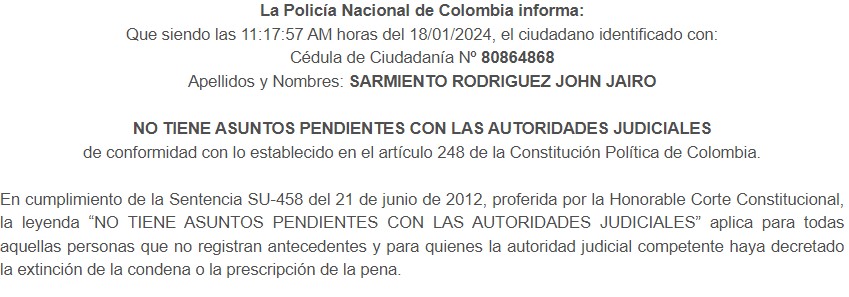 La Policía Nacional de Colombia informa:
Que siendo las 11:17:57 AM horas del 18/01/2024, el ciudadano identificado con:
Cédula de Ciudadanía Nº 80864868
Apellidos y Nombres: SARMIENTO RODRIGUEZ JOHN JAIRO
NO TIENE ASUNTOS PENDIENTES CON LAS AUTORIDADES JUDICIALES
de conformidad con lo establecido en el artículo 248 de la Constitución Política de Colombia.
En cumplimiento de la Sentencia SU-458 del 21 de junio de 2012, proferida por la Honorable Corte Constitucional,
la leyenda “NO TIENE ASUNTOS PENDIENTES CON LAS AUTORIDADES JUDICIALES” aplica para todas
aquellas personas que no registran antecedentes y para quienes la autoridad judicial competente haya decretado
la extinción de la condena o la prescripción de la pena.